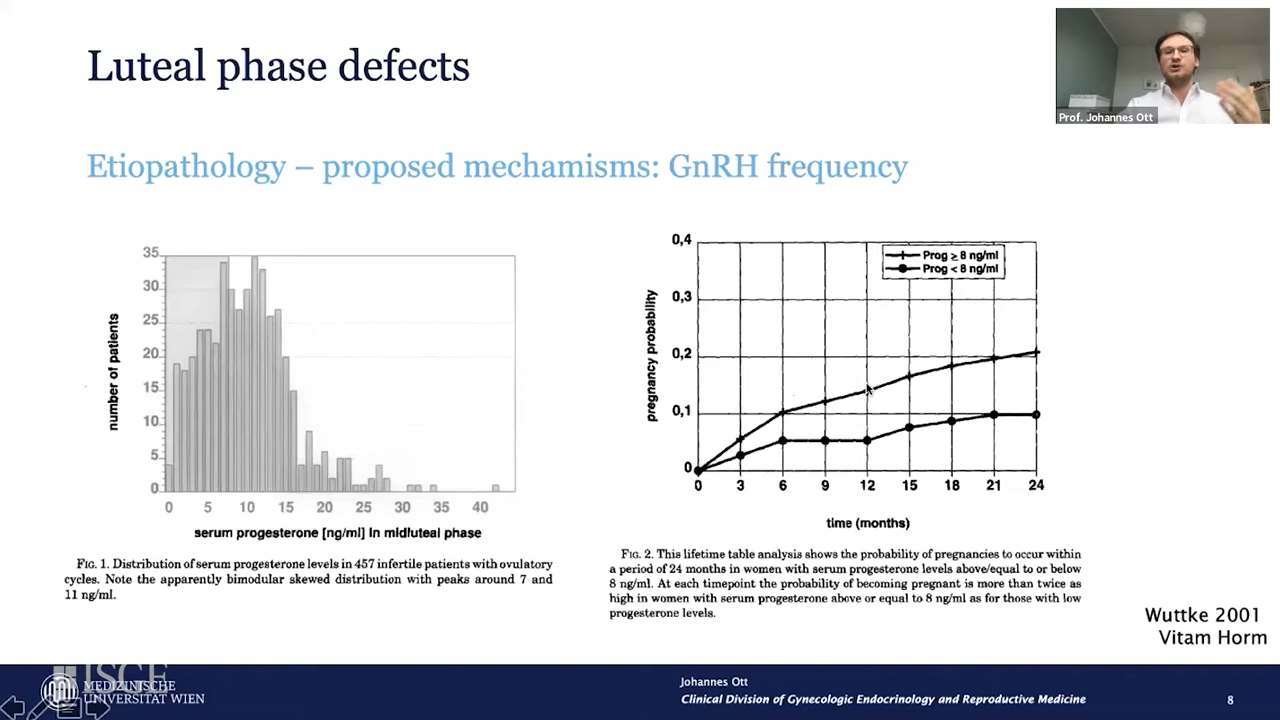 Luteal phase defects
Prof. Johannes Ott
Etiopathology – proposed mechamisms: GnRH frequency
number of patients
35
30
25
20
15
10
5
0
0 5 10 15 20 25 30 35 40
serum progesterone [ng/ml] in midluteal phase
FIG. 1. Distribution of serum progesterone levels in 457 infertile patients with ovulatory
cycles. Note the apparently bimodular skewed distribution with peaks around 7 and
11 ng/ml.
pregnancy probability
0,4
0,3
0,2
0,1
0
Prog ≥ 8 ng/ml
Prog < 8 ng/ml
0 3 6 9 12 15 18 21 24
time (months)
FIG. 2. This lifetime table analysis shows the probability of pregnancies to occur within
a period of 24 months in women with serum progesterone levels above/equal to or below
8 ng/ml. At each timepoint the probability of becoming pregnant is more than twice as
high in women with serum progesterone above or equal to 8 ng/ml as for those with low
progesterone levels.
Wuttke 2001
Vitam Horm
ISGE
MEDIZINISCHE
UNIVERSITÄT WIEN
Johannes Ott
Clinical Division of Gynecologic Endocrinology and Reproductive Medicine
8